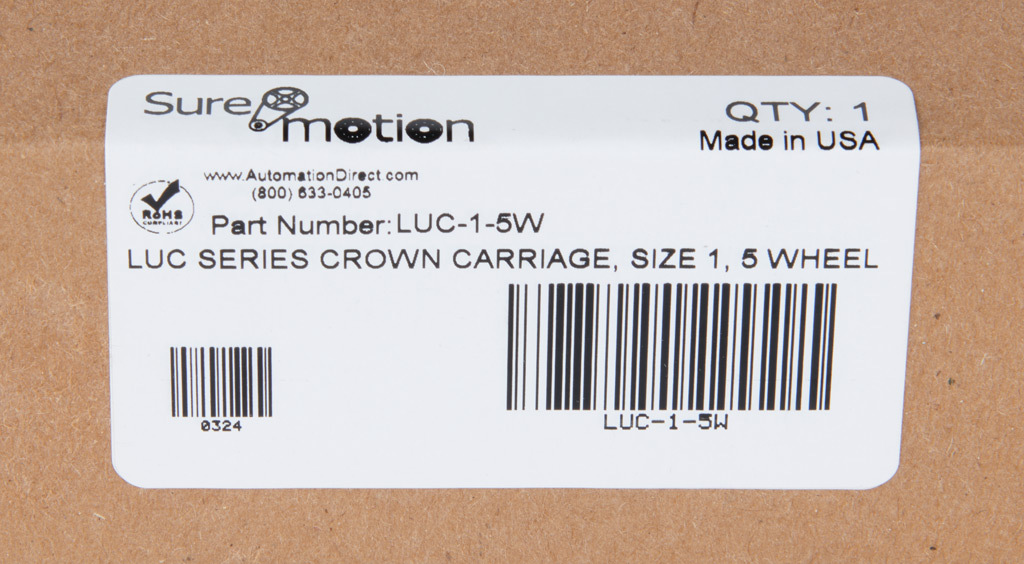 Sure motion
QTY: 1
Made in USA
www.AutomationDirect.com
(800) 633-0405
RoHS
COMPLIANT
Part Number:LUC-1-5W
LUC SERIES CROWN CARRIAGE, SIZE 1, 5 WHEEL
0324
LUC-1-5W